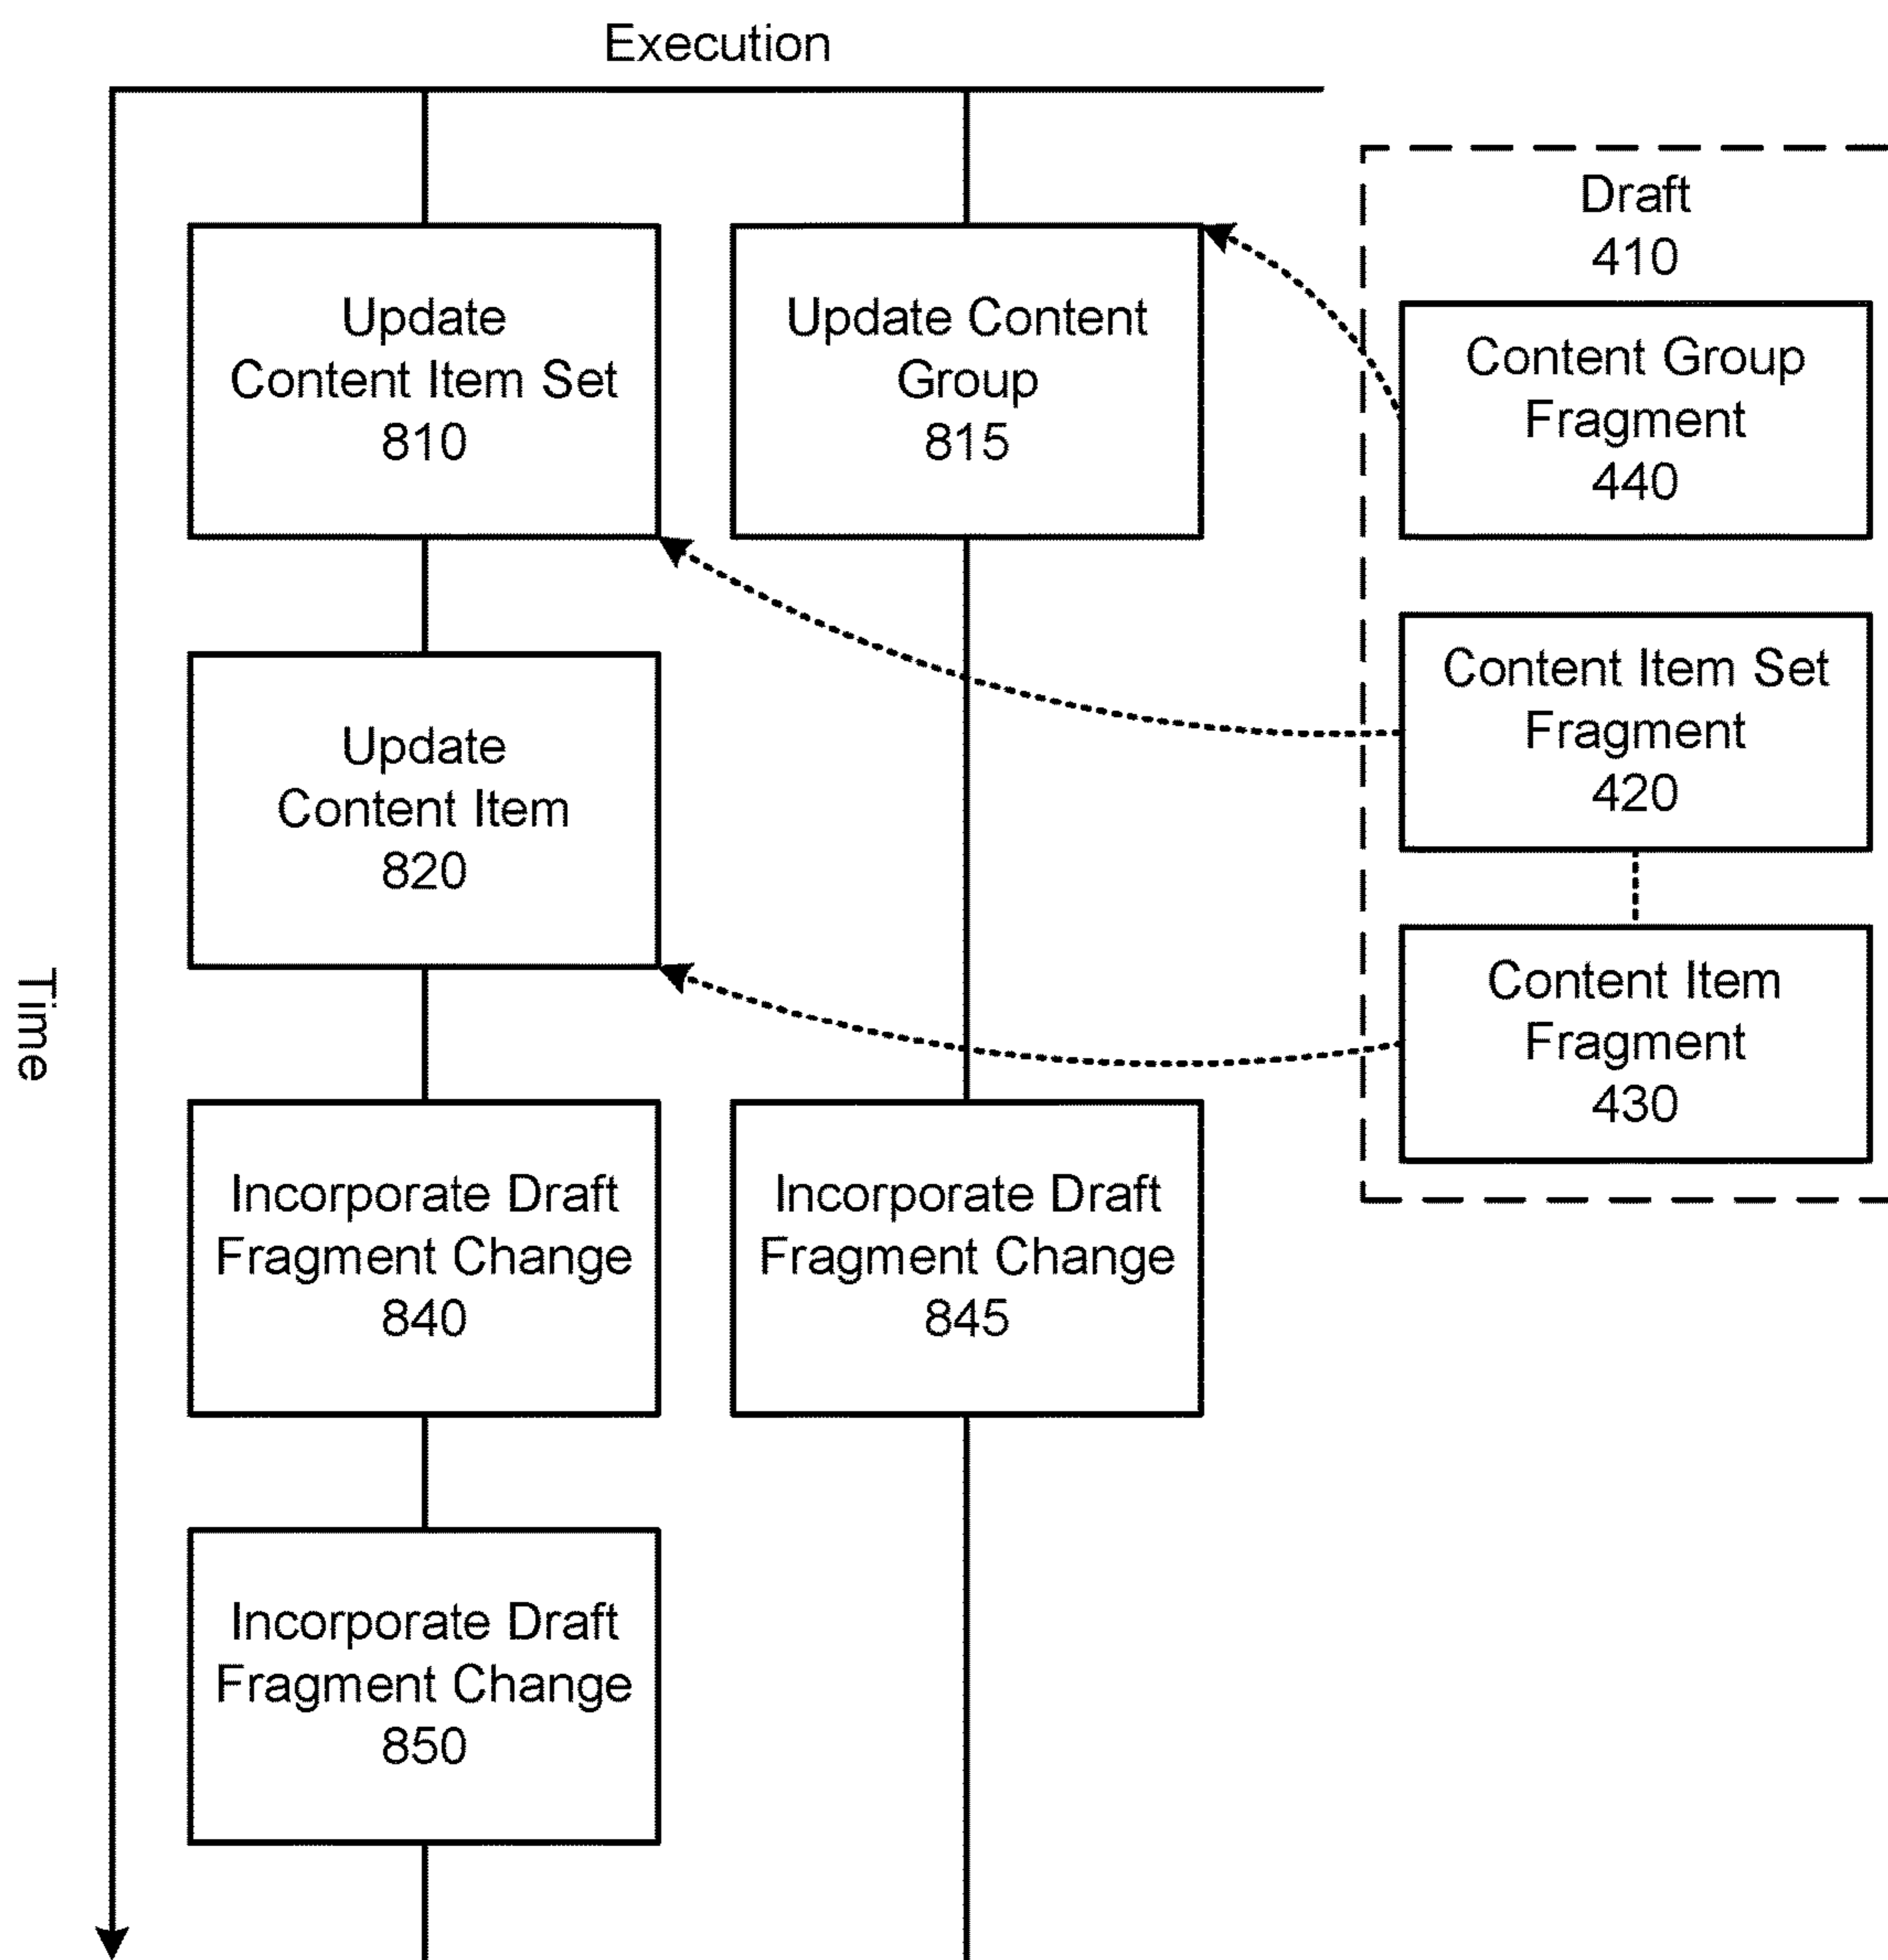 Execution
Update
Content Item Set
810
Update Content
Group
815
Draft
410
Content Group
Fragment
440
Content Item Set
Fragment
420
Update
Content Item
820
Content Item
Fragment
430
Time
Incorporate Draft
Fragment Change
840
Incorporate Draft
Fragment Change
845
Incorporate Draft
Fragment Change
850